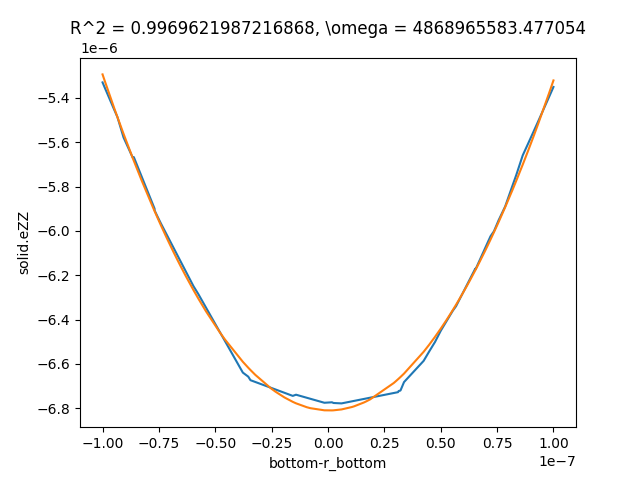 R^2 = 0.9969621987216868, \omega = 4868965583.477054
1e−6
−5.4
−5.6
−5.8
−6.0
−6.2
−6.4
−6.6
−6.8
solid.eZZ
−1.00 −0.75 −0.50 −0.25 0.00 0.25 0.50 0.75 1.00
bottom-r_bottom
1e−7